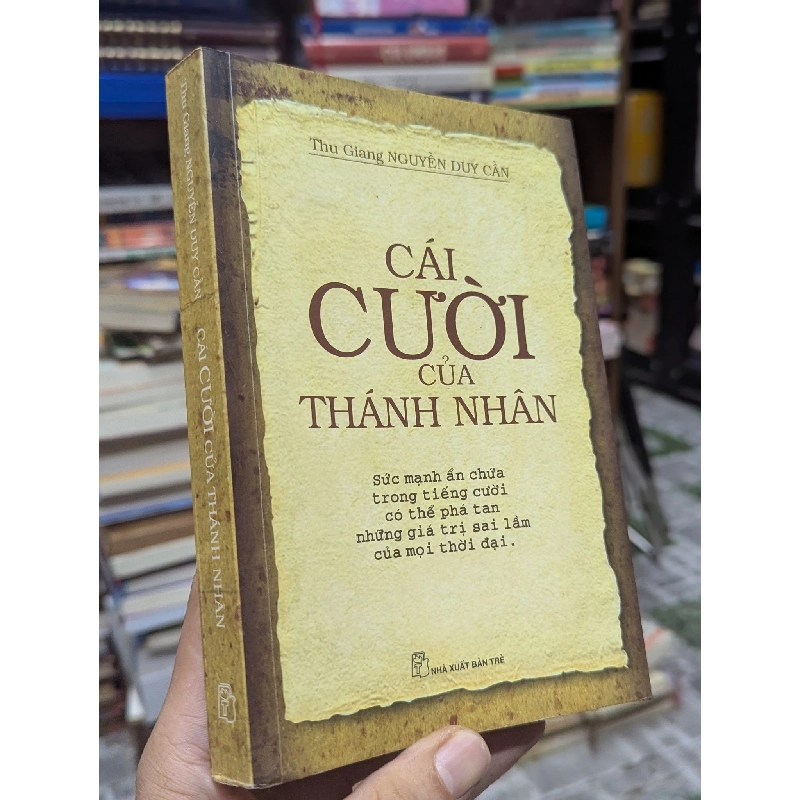 Thu Giang NGUYỄN DUY CẦN
CÁI
CƯỜI
CỦA
THÁNH NHÂN
Sức mạnh ẩn chứa
trong tiếng cười
có thể phá tan
những giá trị sai lầm
của mọi thời đại.
NHÀ XUẤT BẢN TRẺ
Thu Giang NGUYỄN DUY CẦN CÁI CƯỜI CỦA THÁNH NHÂN